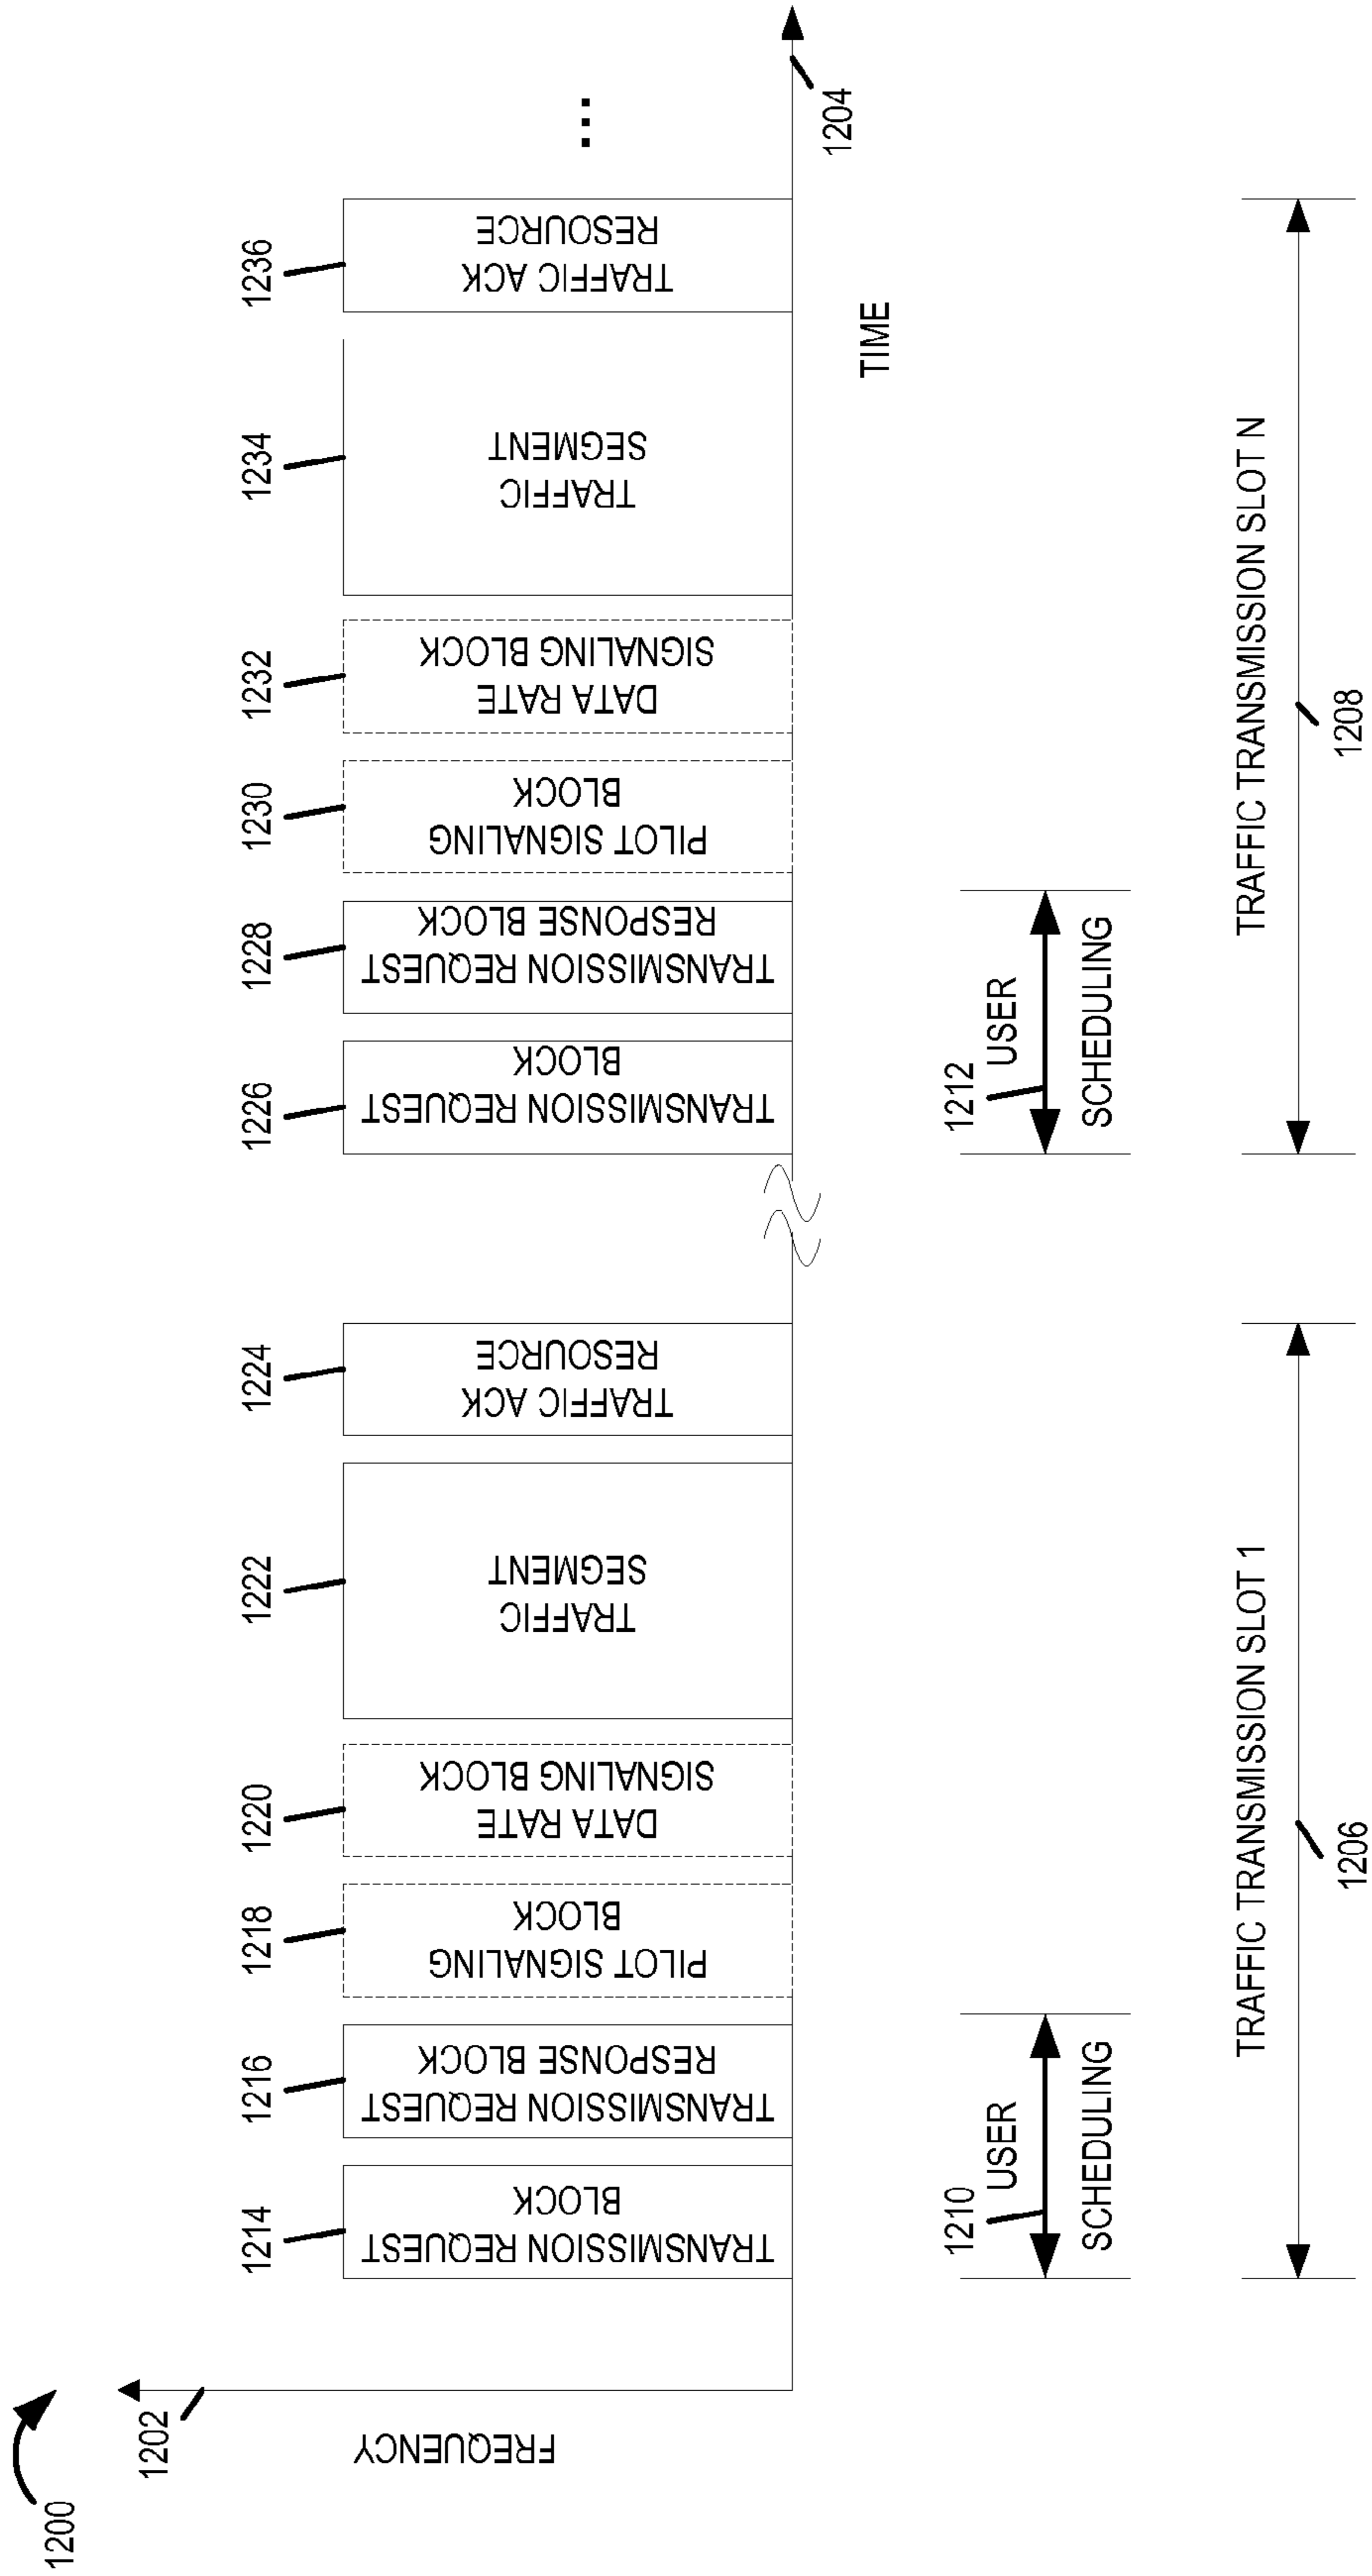 1200
1202
FREQUENCY
1214
TRANSMISSION REQUEST
BLOCK
1216
TRANSMISSION REQUEST
RESPONSE BLOCK
1218
PILOT SIGNALING
BLOCK
1220
DATA RATE
SIGNALING BLOCK
1222
TRAFFIC
SEGMENT
1224
TRAFFIC ACK
RESOURCE
1226
TRANSMISSION REQUEST
BLOCK
1228
TRANSMISSION REQUEST
RESPONSE BLOCK
1230
PILOT SIGNALING
BLOCK
1232
DATA RATE
SIGNALING BLOCK
1234
TRAFFIC
SEGMENT
1236
TRAFFIC ACK
RESOURCE
...
1204
TIME
1210
USER
SCHEDULING
1212
USER
SCHEDULING
TRAFFIC TRANSMISSION SLOT 1
1206
TRAFFIC TRANSMISSION SLOT N
1208